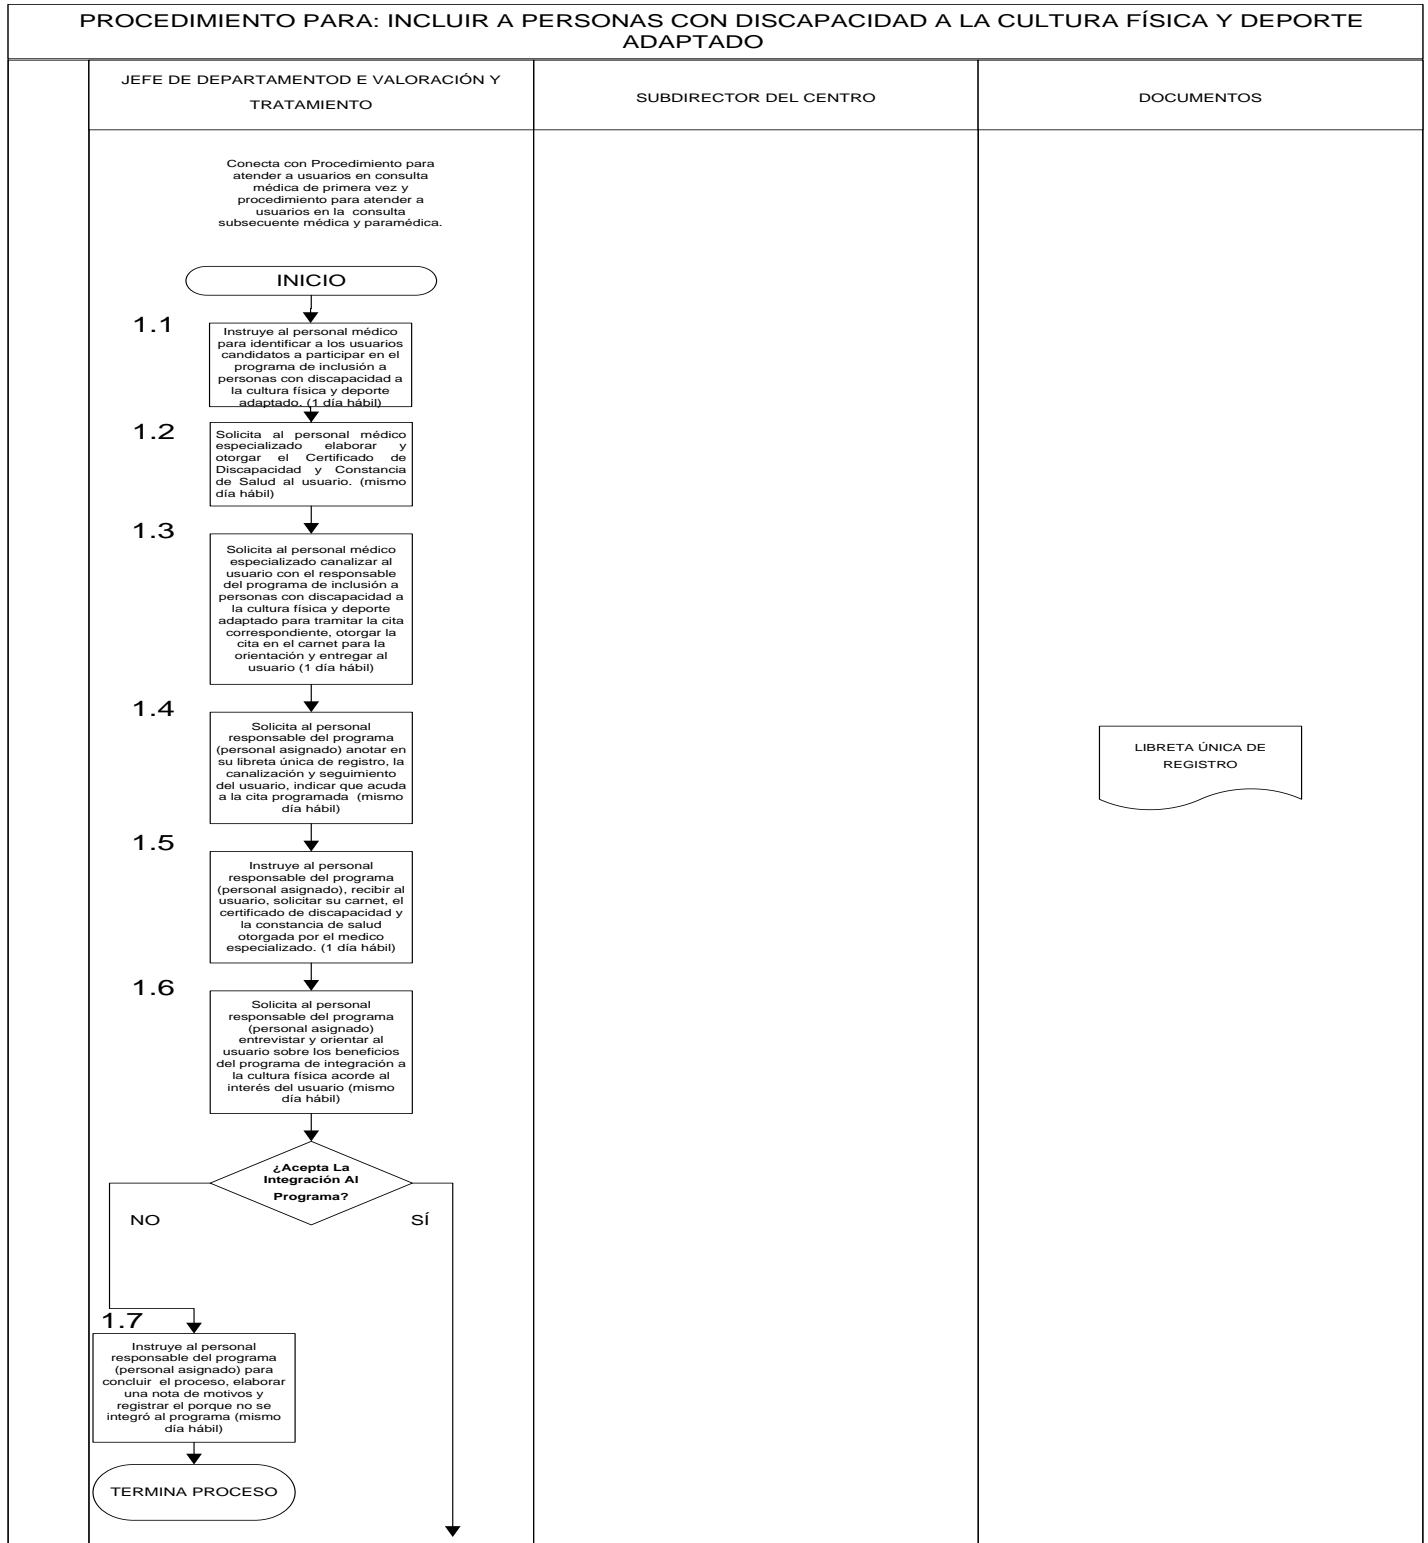 PROCEDIMIENTO PARA: INCLUIR A PERSONAS CON DISCAPACIDAD A LA CULTURA FÍSICA Y DEPORTE
ADAPTADO
JEFE DE DEPARTAMENTOD E VALORACIÓN Y
TRATAMIENTO
SUBDIRECTOR DEL CENTRO
DOCUMENTOS
Conecta con Procedimiento para
atender a usuarios en consulta
médica de primera vez y
procedimiento para atender a
usuarios en la consulta
subsecuente médica y paramédica.
INICIO
1.1
Instruye al personal médico
para identificar a los usuarios
candidatos a participar en el
programa de inclusión a
personas con discapacidad a
la cultura física y deporte
adaptado. (1 día hábil)
1.2
Solicita al personal médico
especializado elaborar y
otorgar el Certificado de
Discapacidad y Constancia
de Salud al usuario. (mismo
día hábil)
1.3
Solicita al personal médico
especializado canalizar al
usuario con el responsable
del programa de inclusión a
personas con discapacidad a
la cultura física y deporte
adaptado para tramitar la cita
correspondiente, otorgar la
cita en el carnet para la
orientación y entregar al
usuario (1 día hábil)
1.4
Solicita al personal
responsable del programa
(personal asignado) anotar en
su libreta única de registro, la
canalización y seguimiento
del usuario, indicar que acuda
a la cita programada (mismo
día hábil)
LIBRETA ÚNICA DE
REGISTRO
1.5
Instruye al personal
responsable del programa
(personal asignado), recibir al
usuario, solicitar su carnet, el
certificado de discapacidad y
la constancia de salud
otorgada por el medico
especializado. (1 día hábil)
1.6
Solicita al personal
responsable del programa
(personal asignado)
entrevistar y orientar al
usuario sobre los beneficios
del programa de integración a
la cultura física acorde al
interés del usuario (mismo
día hábil)
¿Acepta La
Integración Al
Programa?
NO
SÍ
1.7
Instruye al personal
responsable del programa
(personal asignado) para
concluir el proceso, elaborar
una nota de motivos y
registrar el porque no se
integró al programa (mismo
día hábil)
TERMINA PROCESO